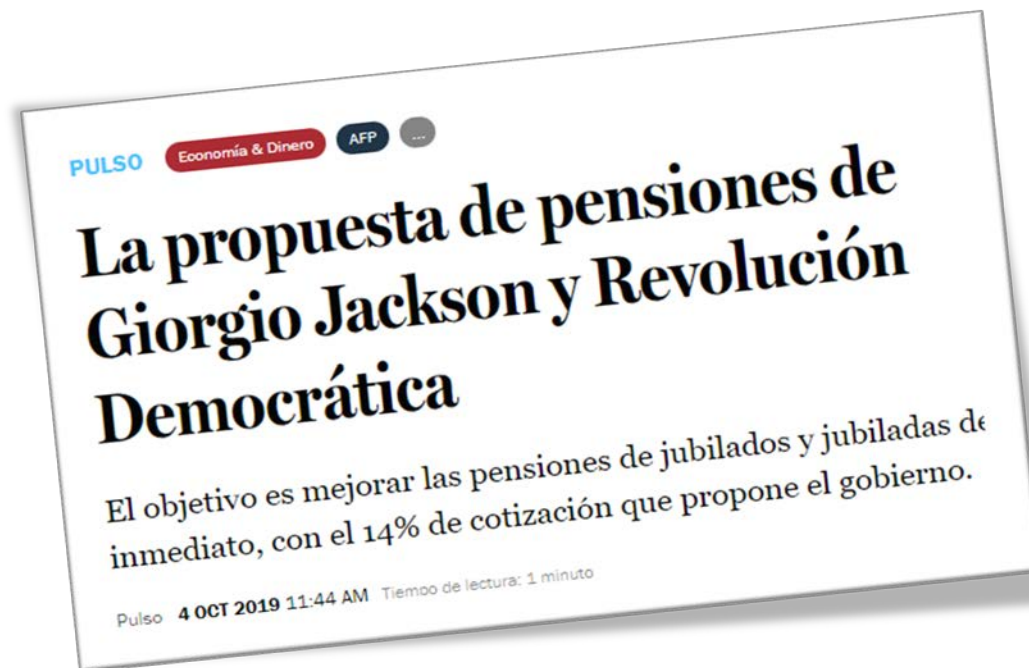 PULSO Economía & Dinero AFP ...
La propuesta de pensiones de
Giorgio Jackson y Revolución
Democrática
El objetivo es mejorar las pensiones de jubilados y jubiladas de
inmediato, con el 14% de cotización que propone el gobierno.
Pulso 4 OCT 2019 11:44 AM Tiempo de lectura: 1 minuto